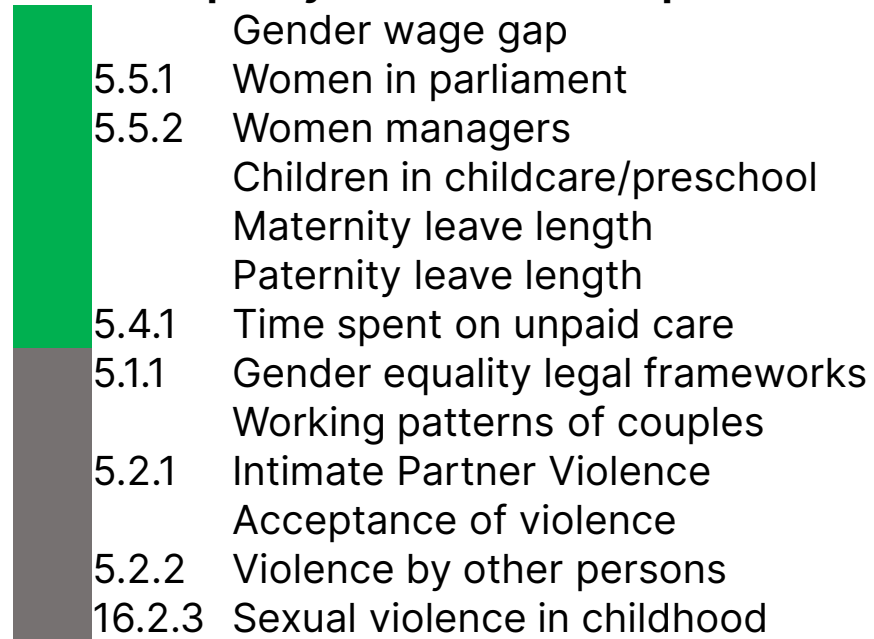 Gender wage gap
5.5.1 Women in parliament
5.5.2 Women managers
Children in childcare/preschool
Maternity leave length
Paternity leave length
5.4.1 Time spent on unpaid care
5.1.1 Gender equality legal frameworks
Working patterns of couples
5.2.1 Intimate Partner Violence
Acceptance of violence
5.2.2 Violence by other persons
16.2.3 Sexual violence in childhood